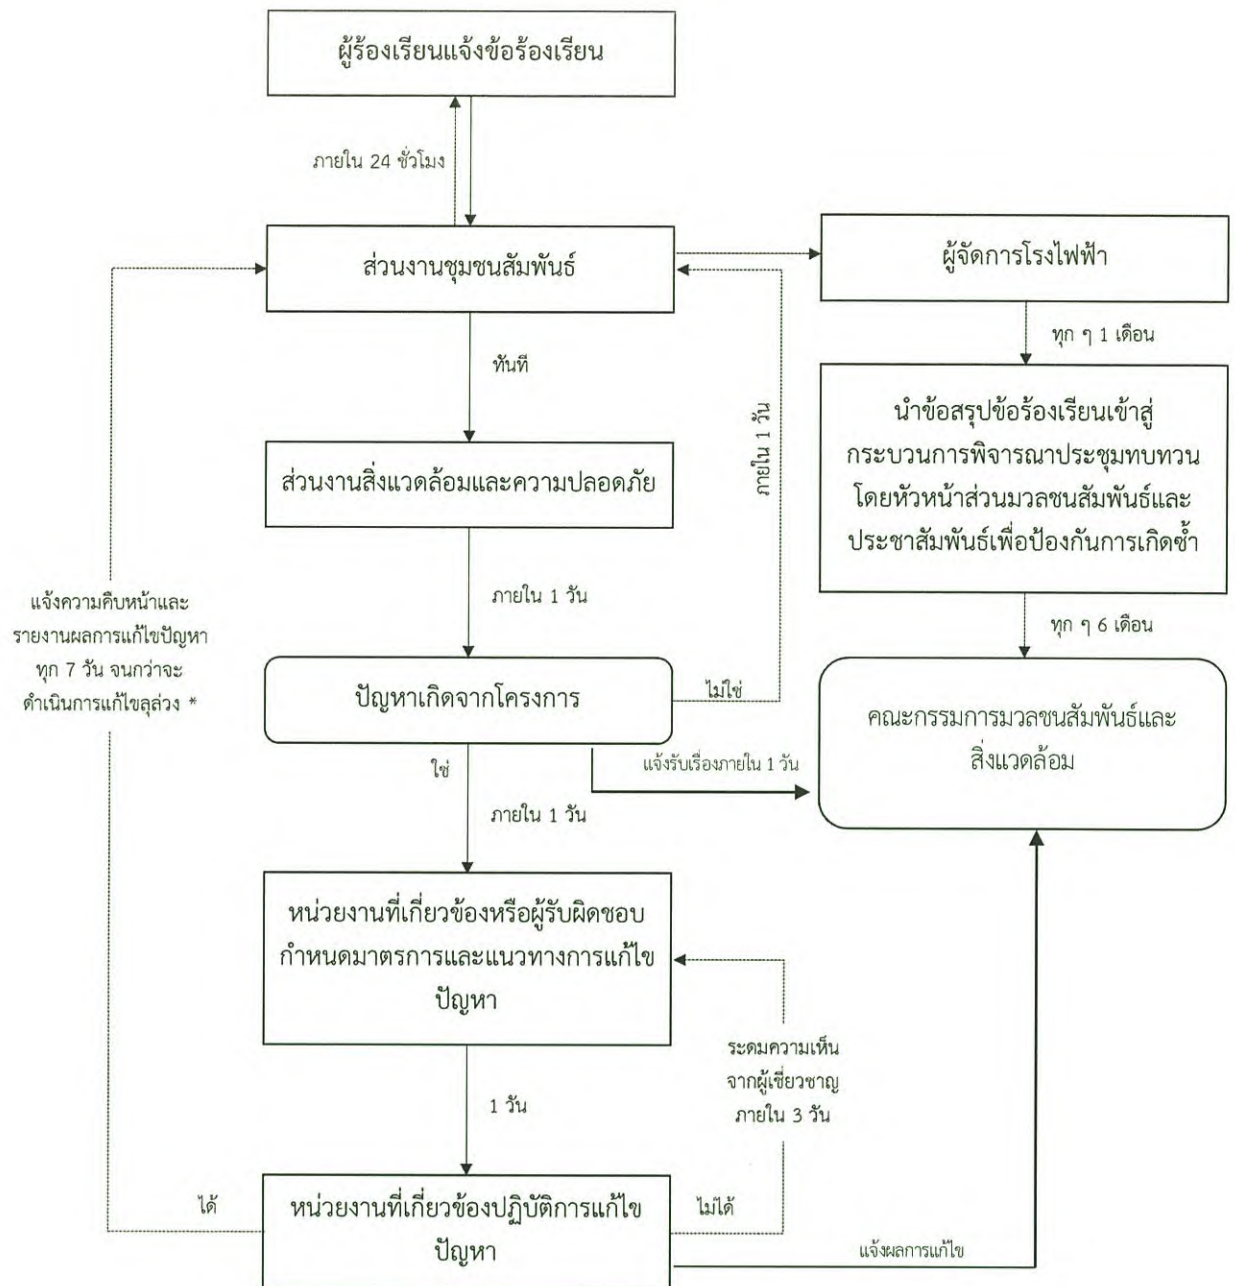 ผู้ร้องเรียนแจ้งข้อร้องเรียน
ภายใน 24 ชั่วโมง
ส่วนงานชุมชนสัมพันธ์
ผู้จัดการโรงไฟฟ้า
ทันที
ทุก ๆ 1 เดือน
ภายใน 1 วัน
นำข้อสรุปข้อร้องเรียนเข้าสู่
กระบวนการพิจารณาประชุมทบทวน
โดยหัวหน้าส่วนมวลชนสัมพันธ์และ
ประชาสัมพันธ์เพื่อป้องกันการเกิดซ้ำ
ส่วนงานสิ่งแวดล้อมและความปลอดภัย
ภายใน 1 วัน
ทุก ๆ 6 เดือน
แจ้งความคืบหน้าและ
รายงานผลการแก้ไขปัญหา
ทุก 7 วัน จนกว่าจะ
ดำเนินการแก้ไขลุล่วง *
ปัญหาเกิดจากโครงการ
ไม่ใช่
คณะกรรมการมวลชนสัมพันธ์และ
สิ่งแวดล้อม
ใช่
แจ้งรับเรื่องภายใน 1 วัน
ภายใน 1 วัน
หน่วยงานที่เกี่ยวข้องหรือผู้รับผิดชอบ
กำหนดมาตรการและแนวทางการแก้ไข
ปัญหา
ระดมความเห็น
จากผู้เชี่ยวชาญ
ภายใน 3 วัน
1 วัน
ได้
หน่วยงานที่เกี่ยวข้องปฏิบัติการแก้ไข
ปัญหา
ไม่ได้
แจ้งผลการแก้ไข